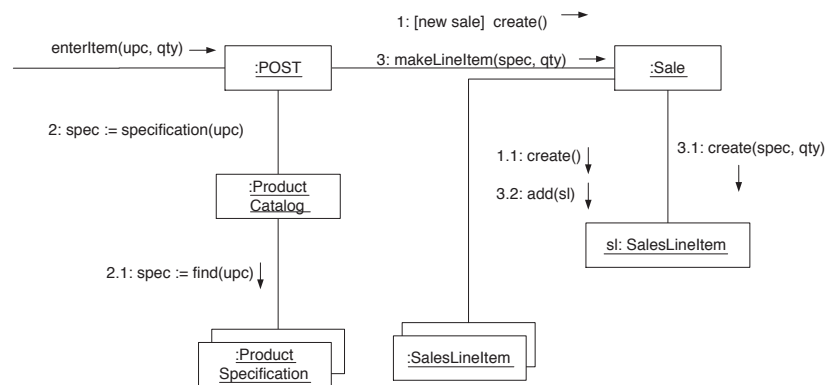 1: [new sale] create()
enterItem(upc, qty)
:POST
3: makeLineItem(spec, qty)
:Sale
2: spec := specification(upc)
1.1: create()
3.1: create(spec, qty)
:Product
Catalog
3.2: add(sl)
sl: SalesLineItem
2.1: spec := find(upc)
:Product
Specification
:SalesLineItem